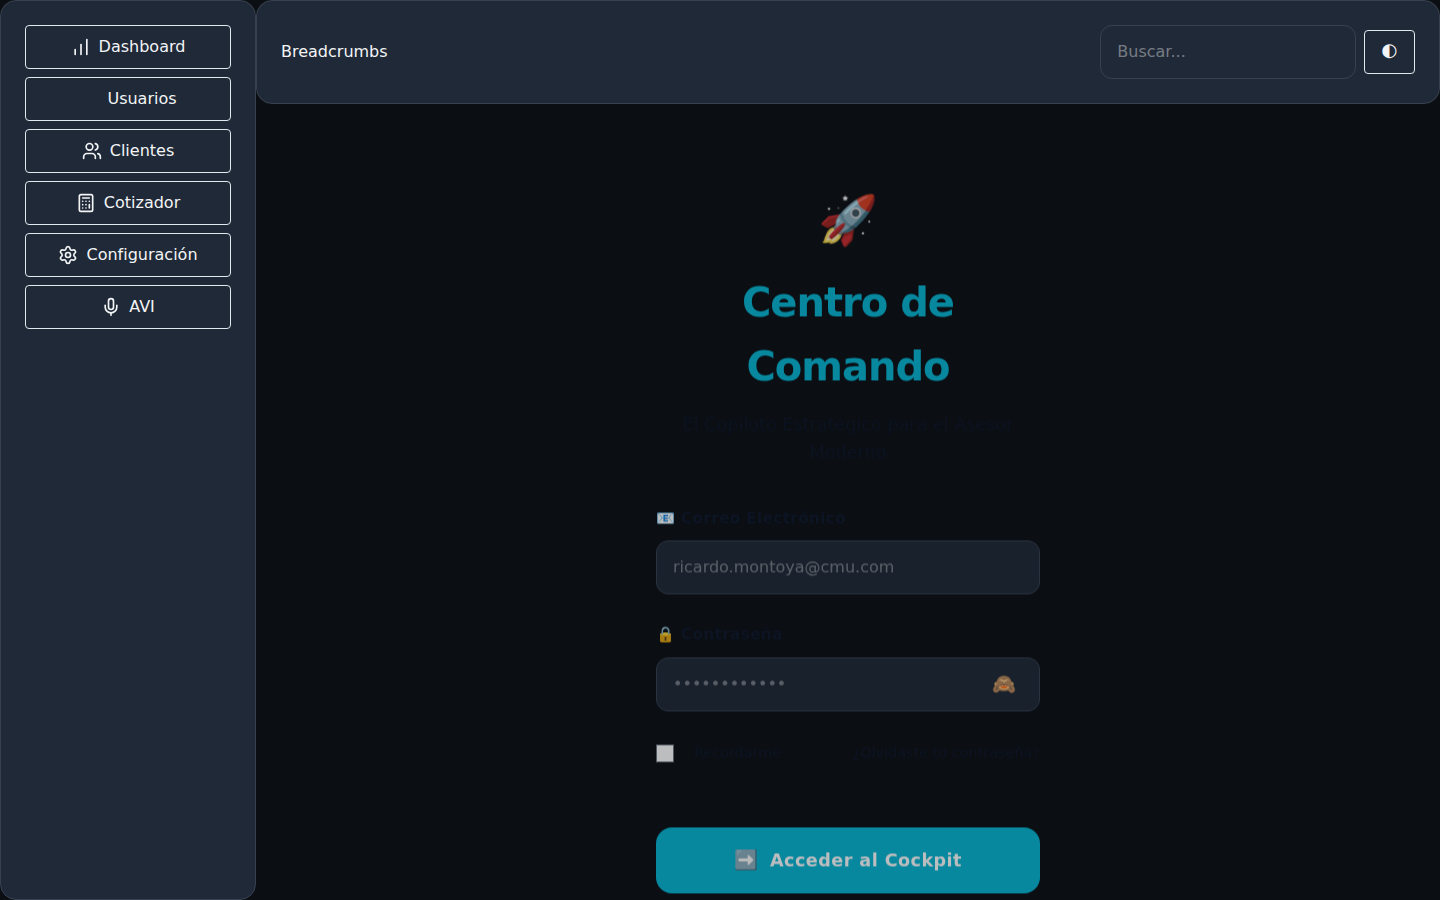 Dashboard
Usuarios
Clientes
Cotizador
Configuración
AVI
Breadcrumbs
Buscar...
Centro de
Comando
El Copiloto Estratégico para el Asesor
Moderno
Correo Electrónico
ricardo.montoya@cmu.com
Contraseña
••••••••••••
Recordarme
¿Olvidaste tu contraseña?
Acceder al Cockpit